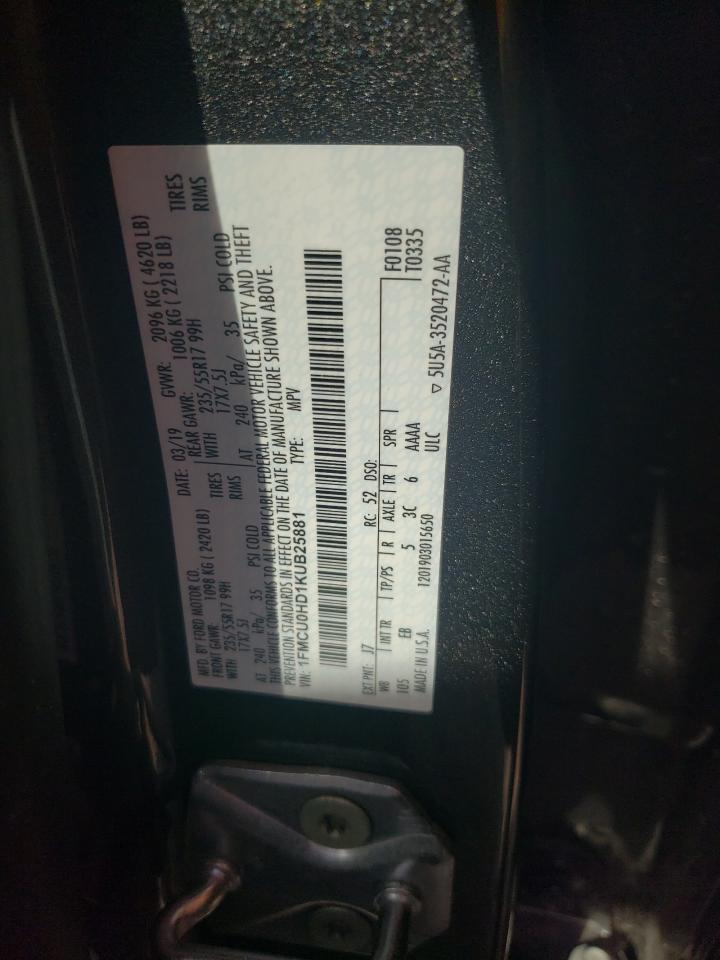 MFD. BY FORD MOTOR CO. DATE: 03/19 GVWR: 2096 KG ( 4620 LB)
FRONT GAWR: 1098 KG ( 2420 LB) REAR GAWR: 1006 KG ( 2218 LB)
WITH 235/55R17 99H TIRES WITH 235/55R17 99H TIRES
17X7.5J RIMS 17X7.5J RIMS
AT 240 kPa/ 35 PSI COLD AT 240 kPa/ 35 PSI COLD
THIS VEHICLE CONFORMS TO ALL APPLICABLE FEDERAL MOTOR VEHICLE SAFETY AND THEFT
PREVENTION STANDARDS IN EFFECT ON THE DATE OF MANUFACTURE SHOWN ABOVE.
VIN: 1FMCU0HD1KUB25881 TYPE: MPV
EXT PNT: J7 RC: 52 DSO: F0108
WB INT TR TP/PS R AXLE TR SPR T0335
105 EB 5 3C 6 AAAA
MADE IN U.S.A. 1201903015650 ULC ▽ 5U5A-3520472-AA